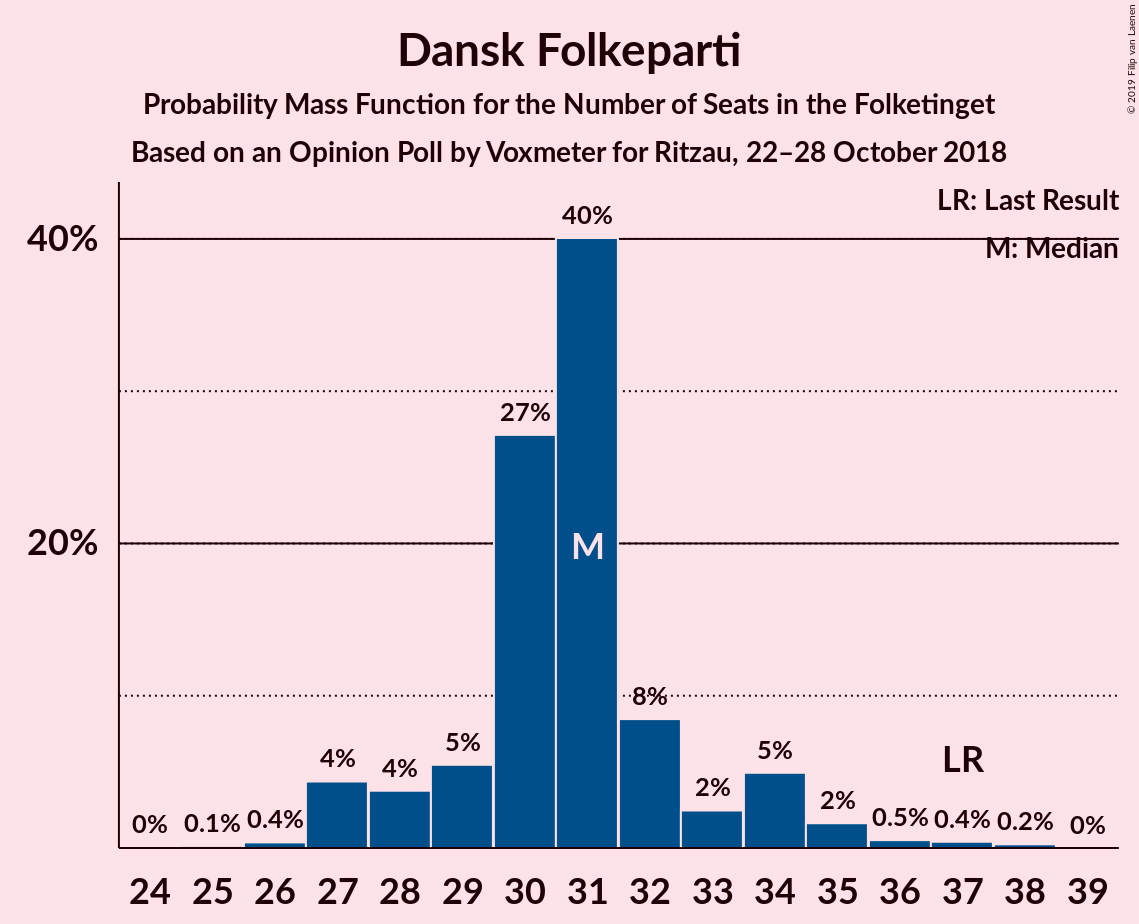 Dansk Folkeparti
Probability Mass Function for the Number of Seats in the Folketinget
Based on an Opinion Poll by Voxmeter for Ritzau, 22–28 October 2018
© 2019 Filip van Laenen
LR: Last Result
M: Median
40%
20%
0% 0.1% 0.4% 4% 4% 5% 27% 40% 8% 2% 5% 2% 0.5% 0.4% 0.2% 0%
M
LR
24 25 26 27 28 29 30 31 32 33 34 35 36 37 38 39